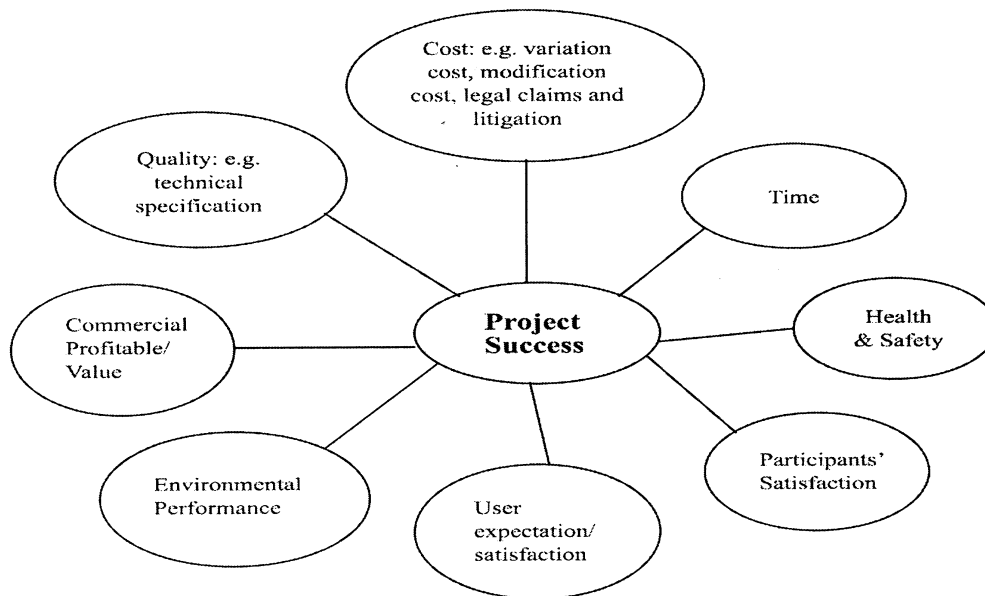 Cost: e.g. variation
cost, modification
cost, legal claims and
litigation
Quality: e.g.
technical
specification
Time
Commercial
Profitable/
Value
Project
Success
Health
& Safety
Environmental
Performance
User
expectation/
satisfaction
Participants’
Satisfaction